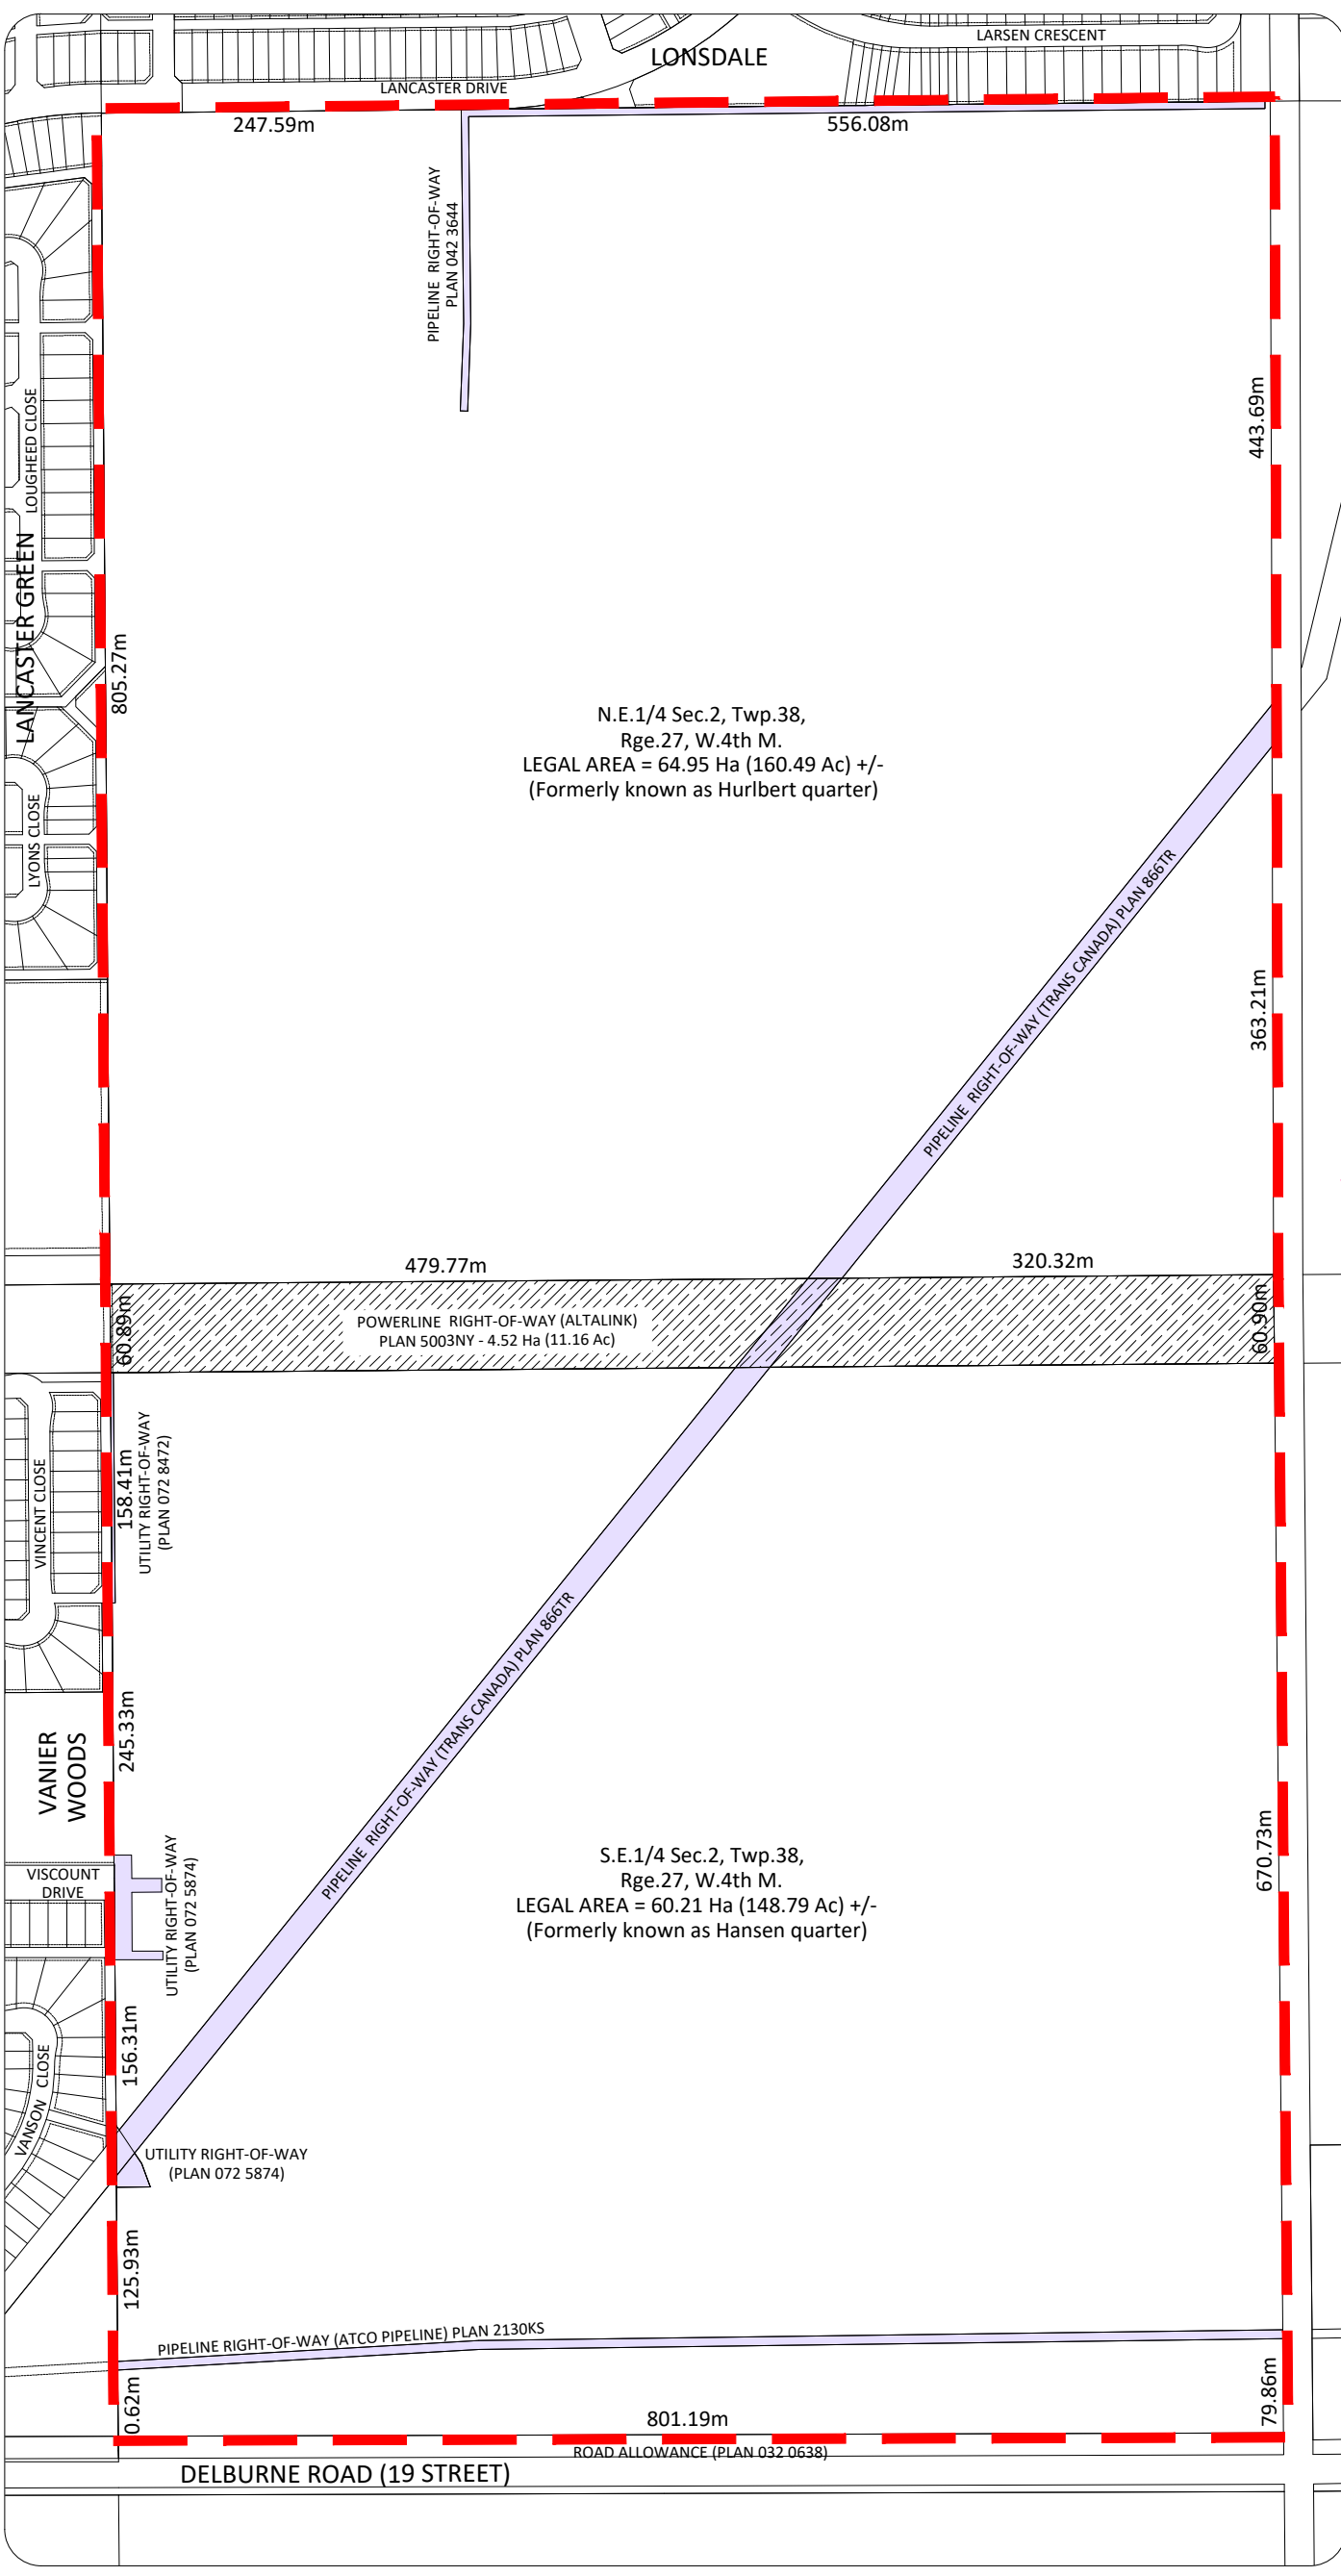 LARSEN CRESCENT
LONSDALE
LANCASTER DRIVE
247.59m
556.08m
PIPELINE RIGHT-OF-WAY
PLAN 042 3644
443.69m
LOUGHEED CLOSE
LANCASTER GREEN
805.27m
N.E.1/4 Sec.2, Twp.38,
Rge.27, W.4th M.
LEGAL AREA = 64.95 Ha (160.49 Ac) +/-
(Formerly known as Hurlbert quarter)
LYONS CLOSE
PIPELINE RIGHT-OF-WAY (TRANS CANADA) PLAN 866TR
363.21m
479.77m
320.32m
60.89m
POWERLINE RIGHT-OF-WAY (ALTALINK)
PLAN 5003NY - 4.52 Ha (11.16 Ac)
60.90m
VINCENT CLOSE
158.41m
UTILITY RIGHT-OF-WAY
(PLAN 072 8472)
PIPELINE RIGHT-OF-WAY (TRANS CANADA) PLAN 866TR
245.33m
VANIER
WOODS
VISCOUNT
DRIVE
UTILITY RIGHT-OF-WAY
(PLAN 072 5874)
S.E.1/4 Sec.2, Twp.38,
Rge.27, W.4th M.
LEGAL AREA = 60.21 Ha (148.79 Ac) +/-
(Formerly known as Hansen quarter)
670.73m
156.31m
VANSON CLOSE
UTILITY RIGHT-OF-WAY
(PLAN 072 5874)
125.93m
PIPELINE RIGHT-OF-WAY (ATCO PIPELINE) PLAN 2130KS
0.62m
79.86m
801.19m
ROAD ALLOWANCE (PLAN 032 0638)
DELBURNE ROAD (19 STREET)